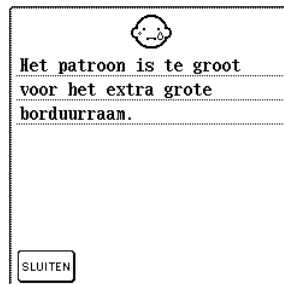 Het patroon is te groot
voor het extra grote
borduurraam.
SLUITEN